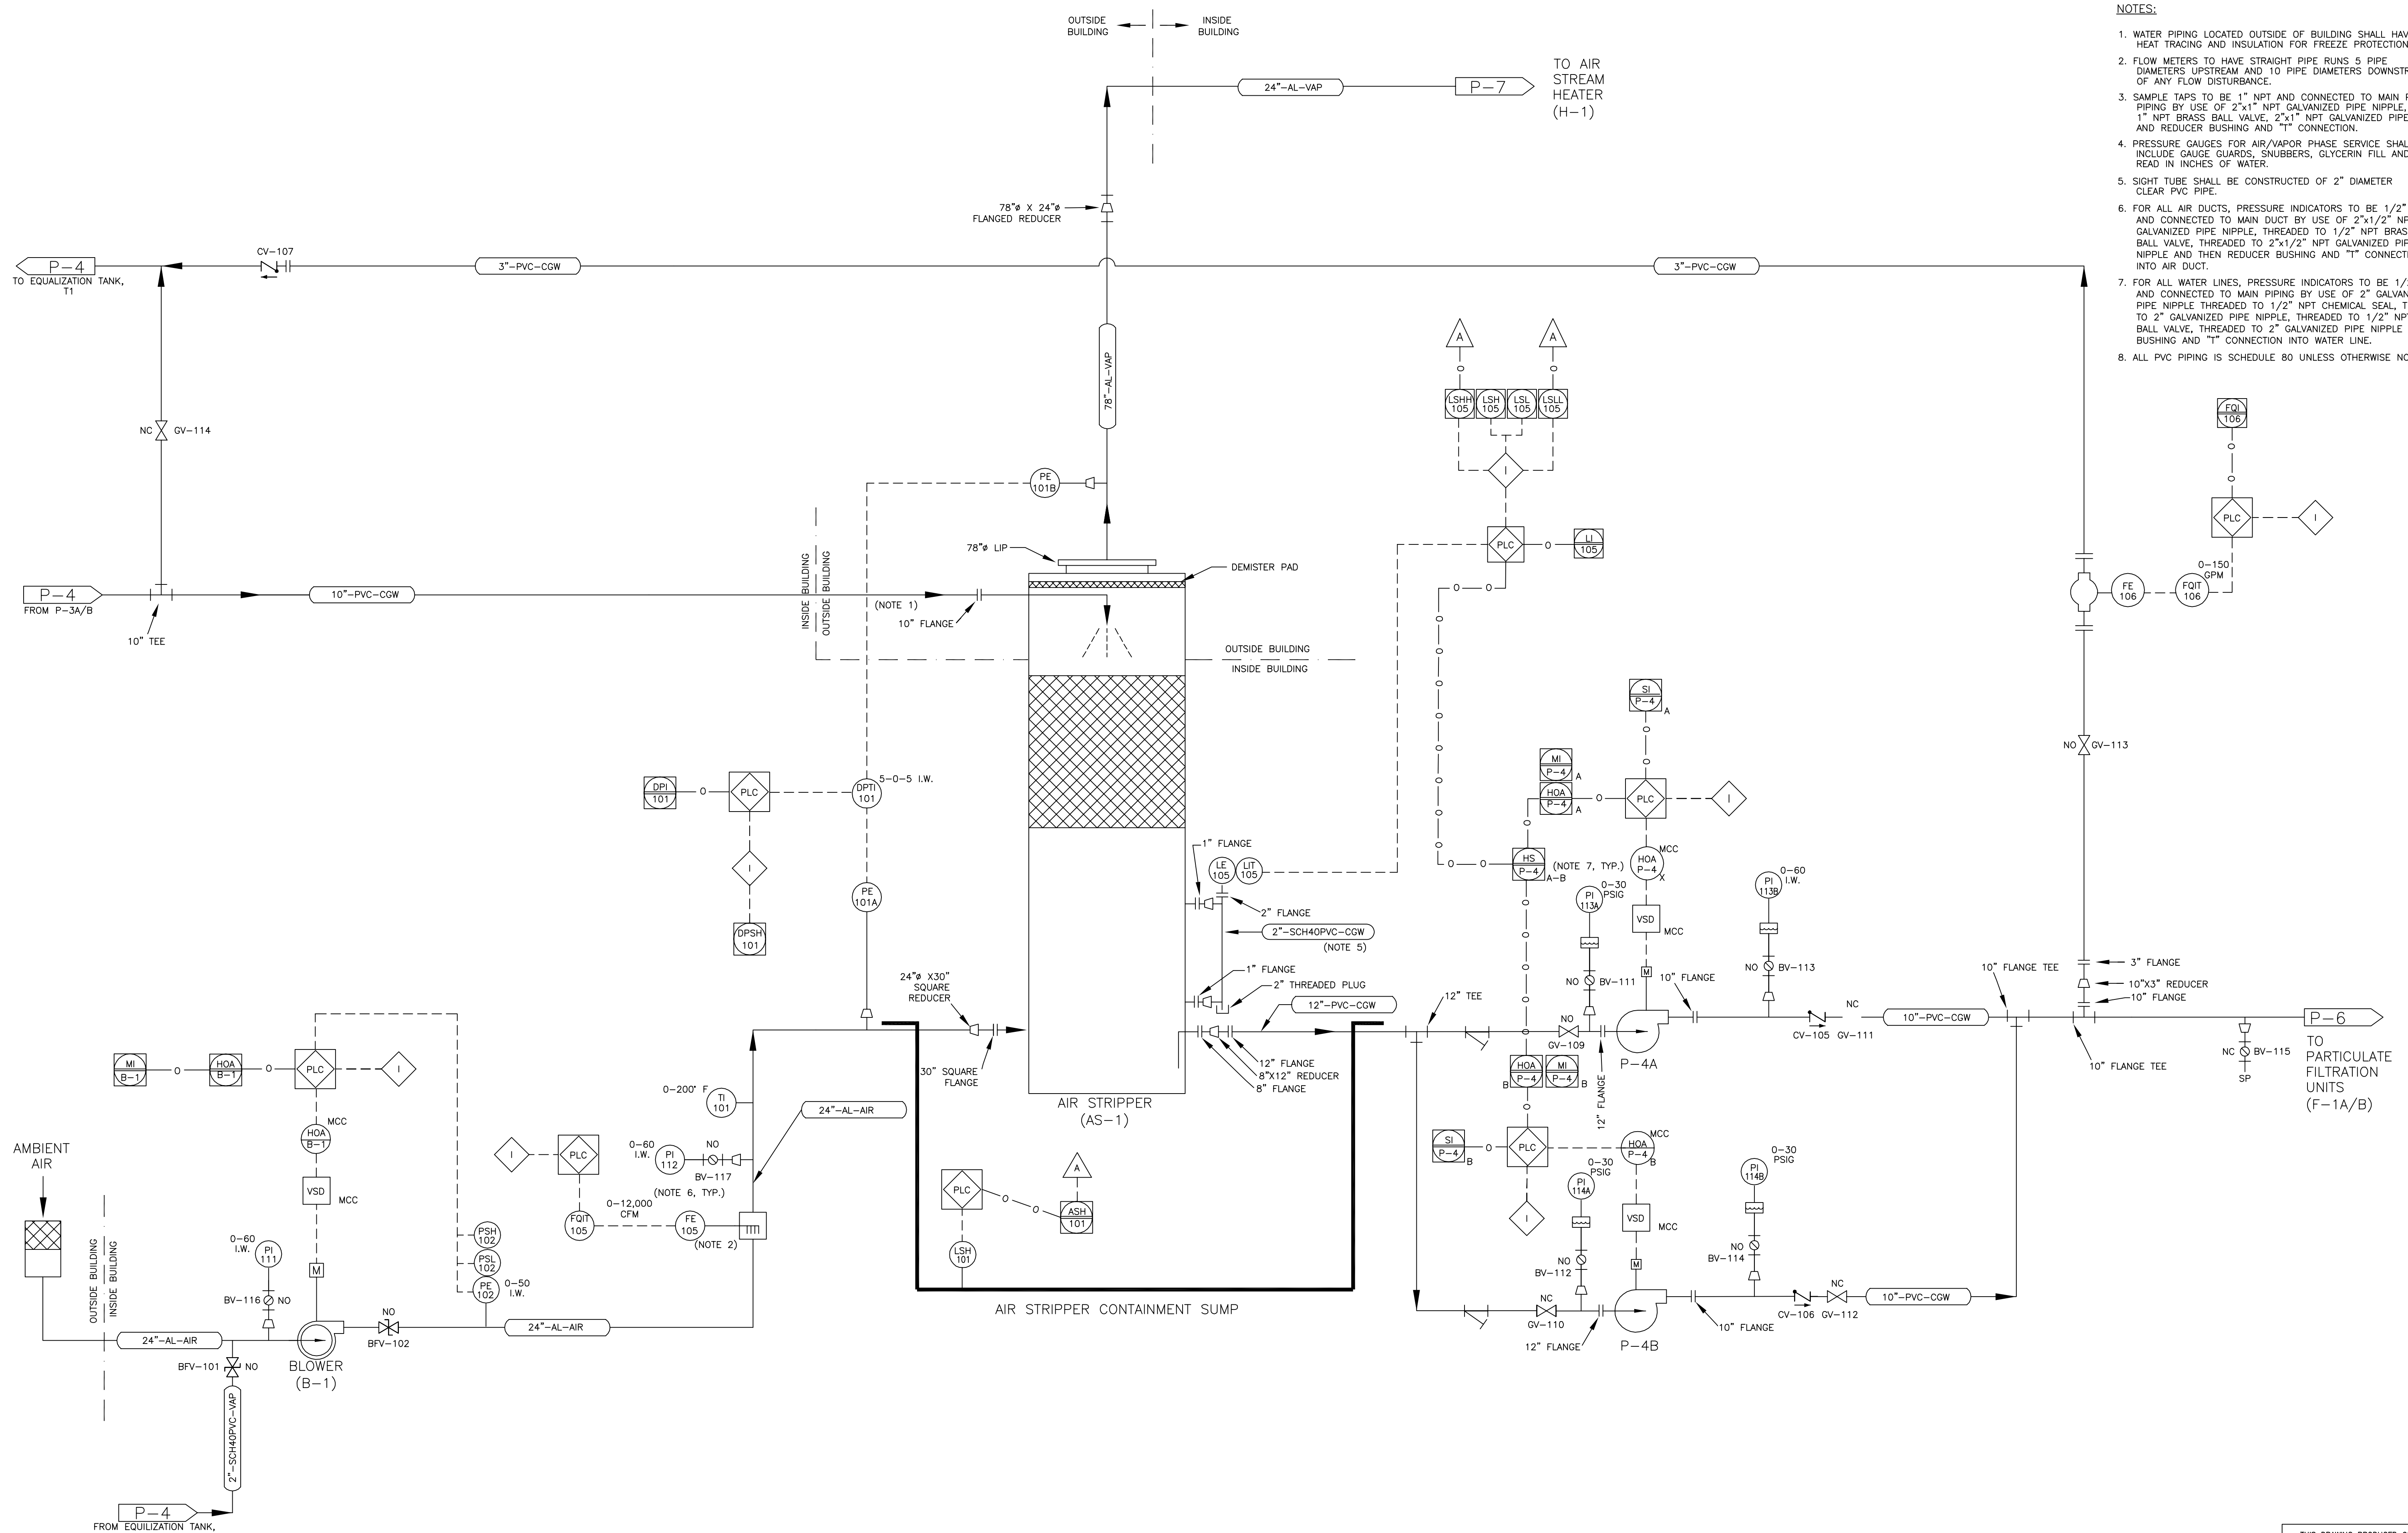 OUTSIDE
BUILDING
INSIDE
BUILDING
24"-AL-VAP
P-7
TO AIR
STREAM
HEATER
(H-1)
78"ø X 24"ø
FLANGED REDUCER
NOTES:
1. WATER PIPING LOCATED OUTSIDE OF BUILDING SHALL HAV
HEAT TRACING AND INSULATION FOR FREEZE PROTECTION
2. FLOW METERS TO HAVE STRAIGHT PIPE RUNS 5 PIPE
DIAMETERS UPSTREAM AND 10 PIPE DIAMETERS DOWNSTR
OF ANY FLOW DISTURBANCE.
3. SAMPLE TAPS TO BE 1" NPT AND CONNECTED TO MAIN P
PIPING BY USE OF 2"x1" NPT GALVANIZED PIPE NIPPLE,
1" NPT BRASS BALL VALVE, 2"x1" NPT GALVANIZED PIPE
AND REDUCER BUSHING AND "T" CONNECTION.
4. PRESSURE GAUGES FOR AIR/VAPOR PHASE SERVICE SHAL
INCLUDE GAUGE GUARDS, SNUBBERS, GLYCERIN FILL AND
READ IN INCHES OF WATER.
5. SIGHT TUBE SHALL BE CONSTRUCTED OF 2" DIAMETER
CLEAR PVC PIPE.
6. FOR ALL AIR DUCTS, PRESSURE INDICATORS TO BE 1/2"
AND CONNECTED TO MAIN DUCT BY USE OF 2"x1/2" NP
GALVANIZED PIPE NIPPLE, THREADED TO 1/2" NPT BRAS
BALL VALVE, THREADED TO 2"x1/2" NPT GALVANIZED PIP
NIPPLE AND THEN REDUCER BUSHING AND "T" CONNECTI
INTO AIR DUCT.
7. FOR ALL WATER LINES, PRESSURE INDICATORS TO BE 1/
AND CONNECTED TO MAIN PIPING BY USE OF 2" GALVAN
PIPE NIPPLE THREADED TO 1/2" NPT CHEMICAL SEAL, T
TO 2" GALVANIZED PIPE NIPPLE, THREADED TO 1/2" NP
BALL VALVE, THREADED TO 2" GALVANIZED PIPE NIPPLE
BUSHING AND "T" CONNECTION INTO WATER LINE.
8. ALL PVC PIPING IS SCHEDULE 80 UNLESS OTHERWISE NO
P-4
TO EQUALIZATION TANK,
T1
CV-107
3"-PVC-CGW
3"-PVC-CGW
NC
GV-114
78"-AL-VAP
A
A
LSHH
105
LSH
105
LSL
105
LSLL
105
I
PLC
LI
105
FQI
106
PLC
I
0-150
GPM
FE
106
FQIT
106
PE
101B
78"ø LIP
DEMISTER PAD
P-4
FROM P-3A/B
10" TEE
10"-PVC-CGW
INSIDE BUILDING
OUTSIDE BUILDING
(NOTE 1)
10" FLANGE
OUTSIDE BUILDING
INSIDE BUILDING
NO
GV-113
DPI
101
PLC
DPTI
101
5-0-5 I.W.
I
DPSH
101
PE
101A
SI
P-4
A
MI
P-4
A
HOA
P-4
A
PLC
I
HS
P-4
A-B
(NOTE 7, TYP.)
HOA
P-4
MCC
X
VSD
MCC
M
1" FLANGE
LE
105
LIT
105
2" FLANGE
2"-SCH40PVC-CGW
(NOTE 5)
1" FLANGE
2" THREADED PLUG
12"-PVC-CGW
12" FLANGE
8"X12" REDUCER
8" FLANGE
24"ø X30"
SQUARE
REDUCER
30" SQUARE
FLANGE
AIR STRIPPER
(AS-1)
12" TEE
0-30
PSIG
PI
113A
NO
BV-111
NO
GV-109
12" FLANGE
P-4A
10" FLANGE
0-60
I.W.
PI
113B
NO
BV-113
CV-105
NC
GV-111
10"-PVC-CGW
10" FLANGE TEE
3" FLANGE
10"X3" REDUCER
10" FLANGE
10" FLANGE TEE
NC
BV-115
SP
P-6
TO
PARTICULATE
FILTRATION
UNITS
(F-1A/B)
MI
B-1
HOA
B-1
PLC
I
HOA
B-1
MCC
VSD
MCC
M
AMBIENT
AIR
OUTSIDE BUILDING
INSIDE BUILDING
24"-AL-AIR
0-60
I.W.
PI
111
BV-116
NO
BFV-101
NO
2"-SCH40PVC-VAP
P-4
FROM EQUILIZATION TANK,
BLOWER
(B-1)
NO
BFV-102
PSH
102
PSL
102
PE
102
0-50
I.W.
24"-AL-AIR
0-200° F
TI
101
24"-AL-AIR
0-60
I.W.
PI
112
NO
BV-117
(NOTE 6, TYP.)
I
PLC
FQIT
105
0-12,000
CFM
FE
105
(NOTE 2)
PLC
A
ASH
101
LSH
101
AIR STRIPPER CONTAINMENT SUMP
HOA
P-4
B
MI
P-4
B
SI
P-4
B
PLC
I
HOA
P-4
MCC
B
VSD
MCC
M
0-30
PSIG
PI
114A
NO
BV-112
NC
GV-110
12" FLANGE
P-4B
10" FLANGE
0-30
PSIG
PI
114B
NO
BV-114
CV-106
NC
GV-112
10"-PVC-CGW